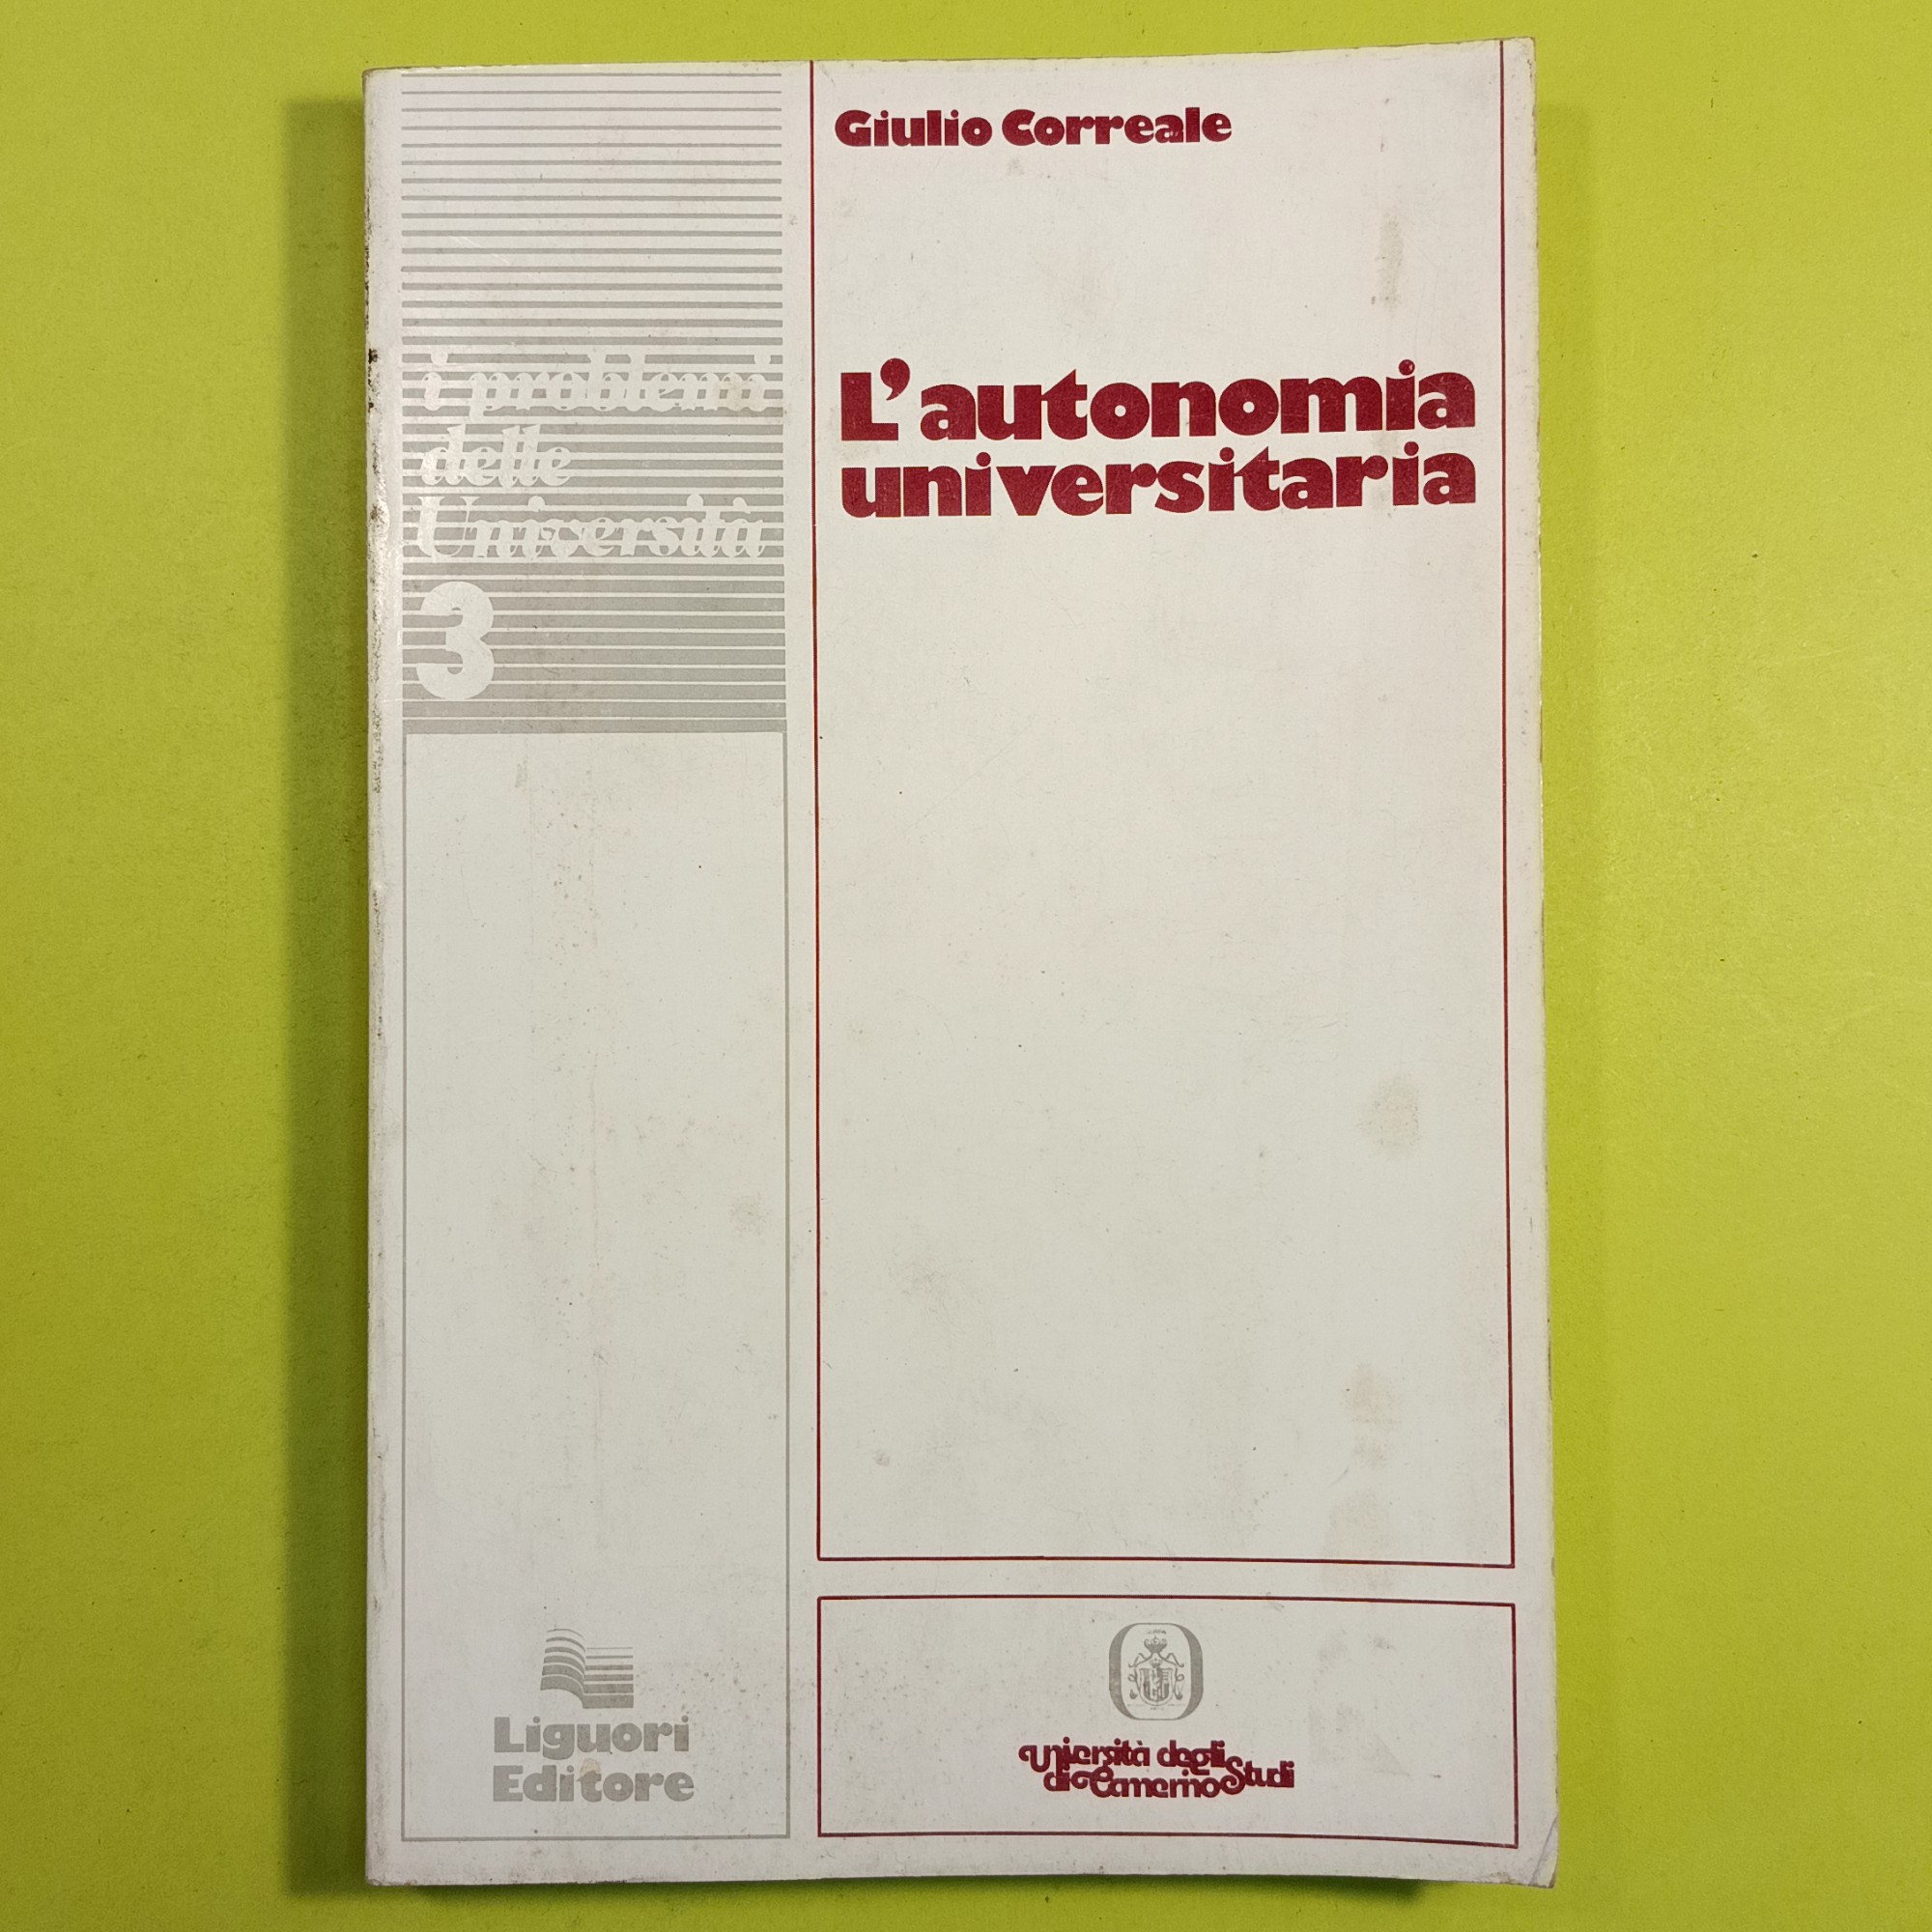 Giulio Correale
L'autonomia
universitaria
i problemi
delle
Università
3
Liguori
Editore
Università degli Studi
di Camerino